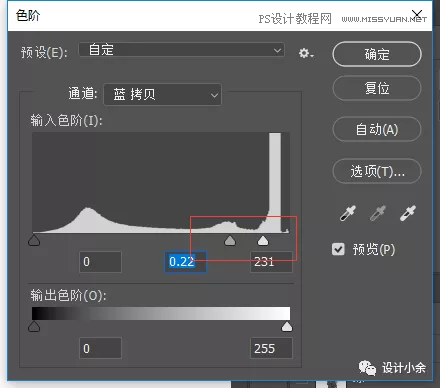 色阶
PS设计教程网
WWW.MISSYUAN.NET
预设(E):
自定
确定
复位
通道:
蓝 拷贝
自动(A)
输入色阶(I):
选项(T)...
预览(P)
0
0.22
231
输出色阶(O):
0
255
设计小余